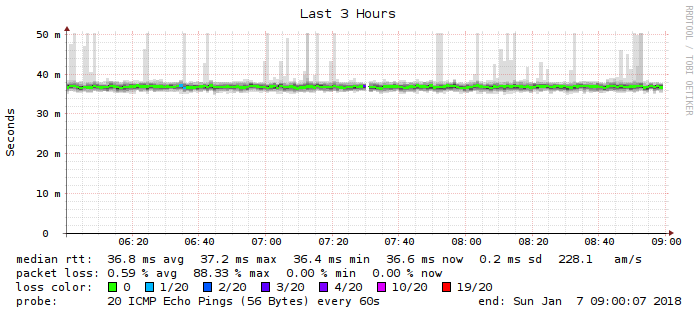 Last 3 Hours
RRDTOOL / TOBI OETIKER
Seconds
50 m
40 m
30 m
20 m
10 m
0
06:20 06:40 07:00 07:20 07:40 08:00 08:20 08:40 09:00
median rtt: 36.8 ms avg 37.2 ms max 36.4 ms min 36.6 ms now 0.2 ms sd 228.1 am/s
packet loss: 0.59 % avg 88.33 % max 0.00 % min 0.00 % now
loss color: 0 1/20 2/20 3/20 4/20 10/20 19/20
probe: 20 ICMP Echo Pings (56 Bytes) every 60s end: Sun Jan 7 09:00:07 2018